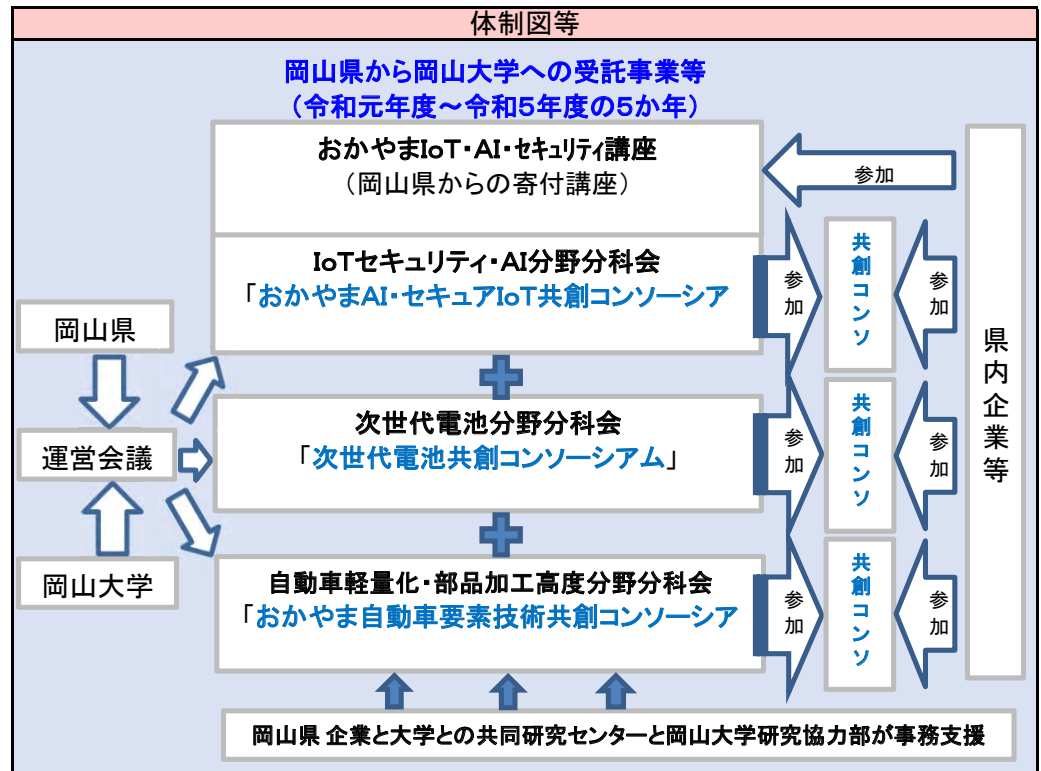 体制図等
岡山県から岡山大学への受託事業等
（令和元年度～令和５年度の５か年）
おかやまIoT・AI・セキュリティ講座
（岡山県からの寄付講座）
参加
IoTセキュリティ・AI分野分科会
「おかやまAI・セキュアIoT共創コンソーシア
参加
共創コンソ
参加
岡山県
運営会議
岡山大学
次世代電池分野分科会
「次世代電池共創コンソーシアム」
参加
共創コンソ
参加
県内企業等
自動車軽量化・部品加工高度分野分科会
「おかやま自動車要素技術共創コンソーシア
参加
共創コンソ
参加
岡山県 企業と大学との共同研究センターと岡山大学研究協力部が事務支援